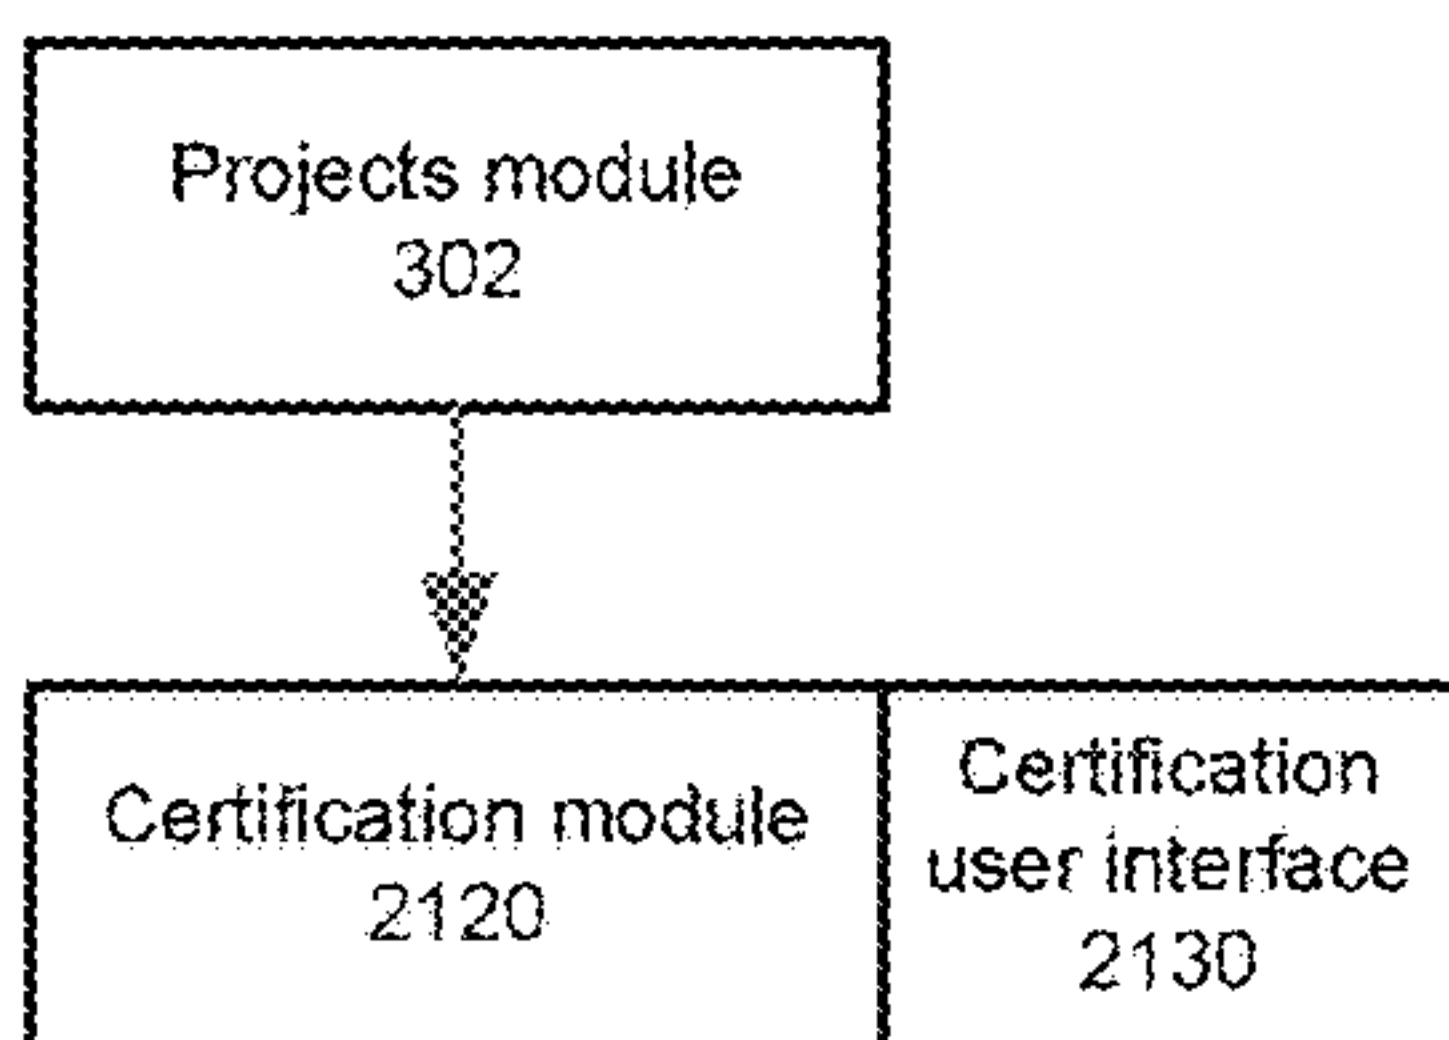 Projects module
302
Certification module
2120
Certification
user interface
2130